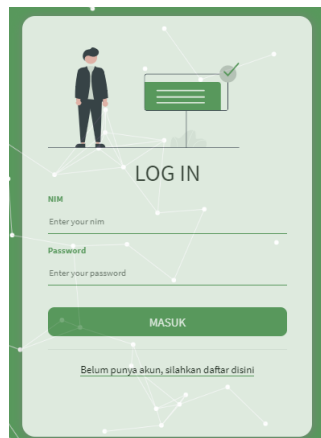 LOG IN
NIM
Enter your nim
Password
Enter your password
MASUK
Belum punya akun, silahkan daftar disini